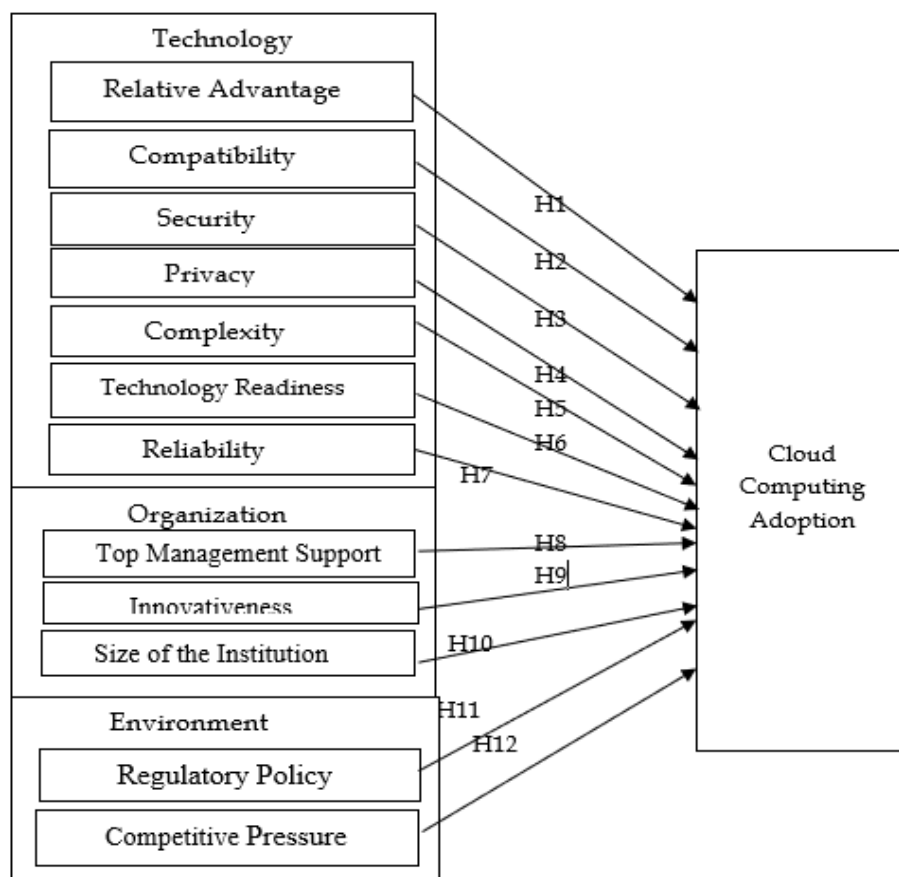 Technology
Relative Advantage
Compatibility
Security
Privacy
Complexity
Technology Readiness
Reliability
Organization
Top Management Support
Innovativeness
Size of the Institution
Environment
Regulatory Policy
Competitive Pressure
H1
H2
H3
H4
H5
H6
H7
H8
H9
H10
H11
H12
Cloud
Computing
Adoption